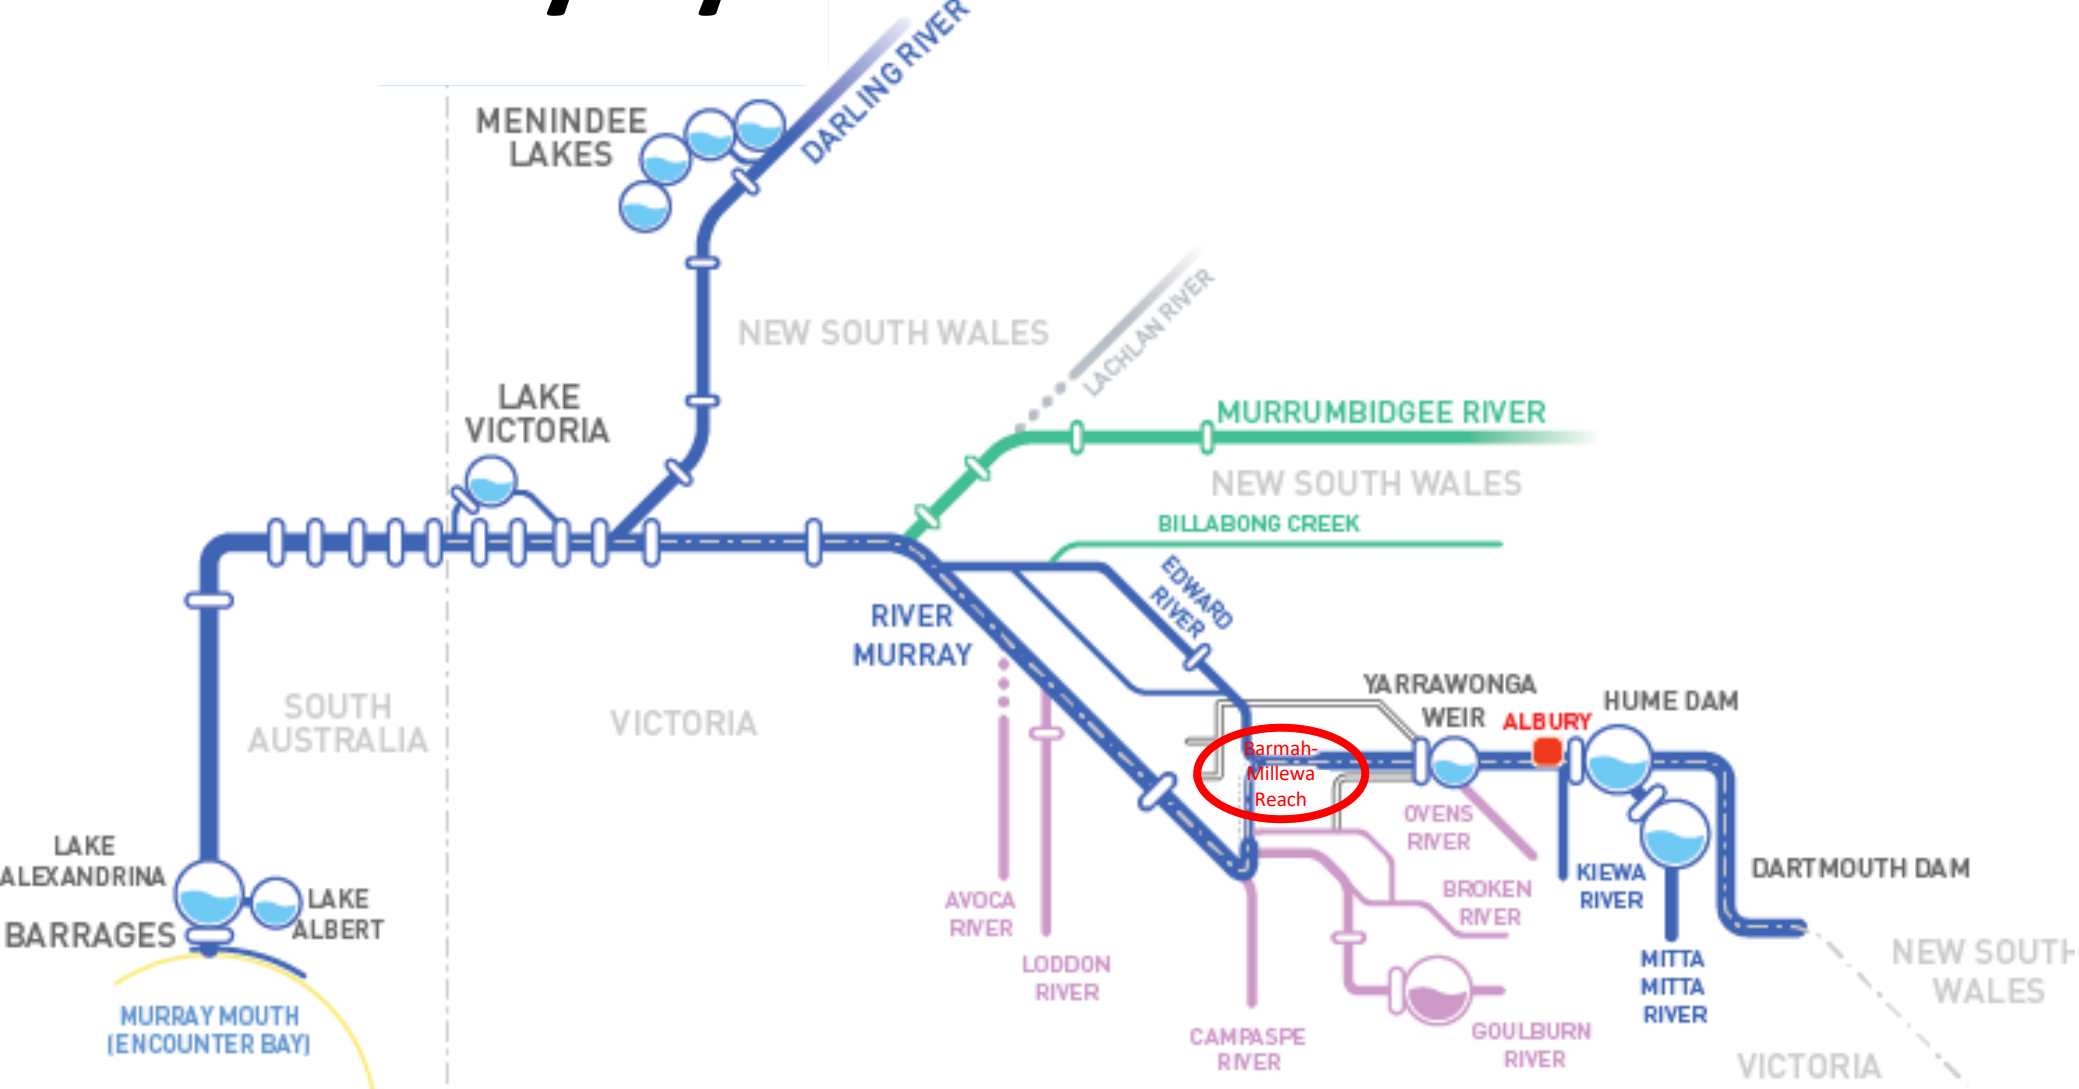 DARLING RIVER
MENINDEE
LAKES
NEW SOUTH WALES
LACHLAN RIVER
LAKE
VICTORIA
MURRUMBIDGEE RIVER
NEW SOUTH WALES
BILLABONG CREEK
EDWARD
RIVER
RIVER
MURRAY
YARRAWONGA
WEIR
ALBURY
HUME DAM
SOUTH
AUSTRALIA
VICTORIA
Barmah-
Millewa
Reach
OVENS
RIVER
KIEWA
RIVER
DARTMOUTH DAM
LAKE
ALEXANDRINA
LAKE
ALBERT
BARRAGES
AVOCA
RIVER
BROKEN
RIVER
LODDON
RIVER
MITTA
MITTA
RIVER
NEW SOUTH
WALES
MURRAY MOUTH
(ENCOUNTER BAY)
CAMPASPE
RIVER
GOULBURN
RIVER
VICTORIA